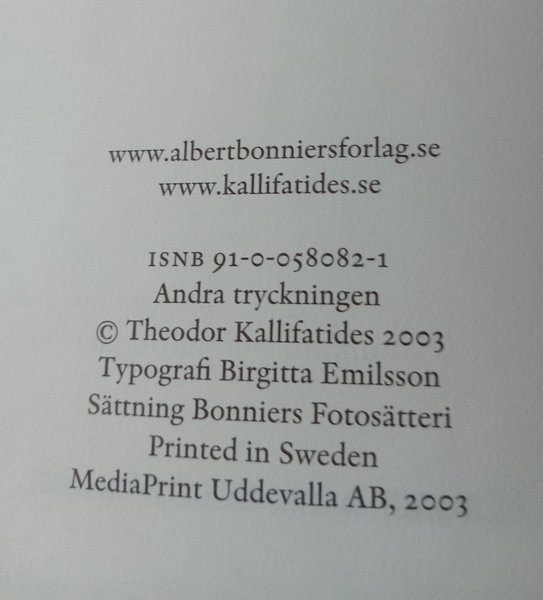 www.albertbonniersforlag.se
www.kallifatides.se
ISNB 91-0-058082-1
Andra tryckningen
© Theodor Kallifatides 2003
Typografi Birgitta Emilsson
Sättning Bonniers Fotosätteri
Printed in Sweden
MediaPrint Uddevalla AB, 2003